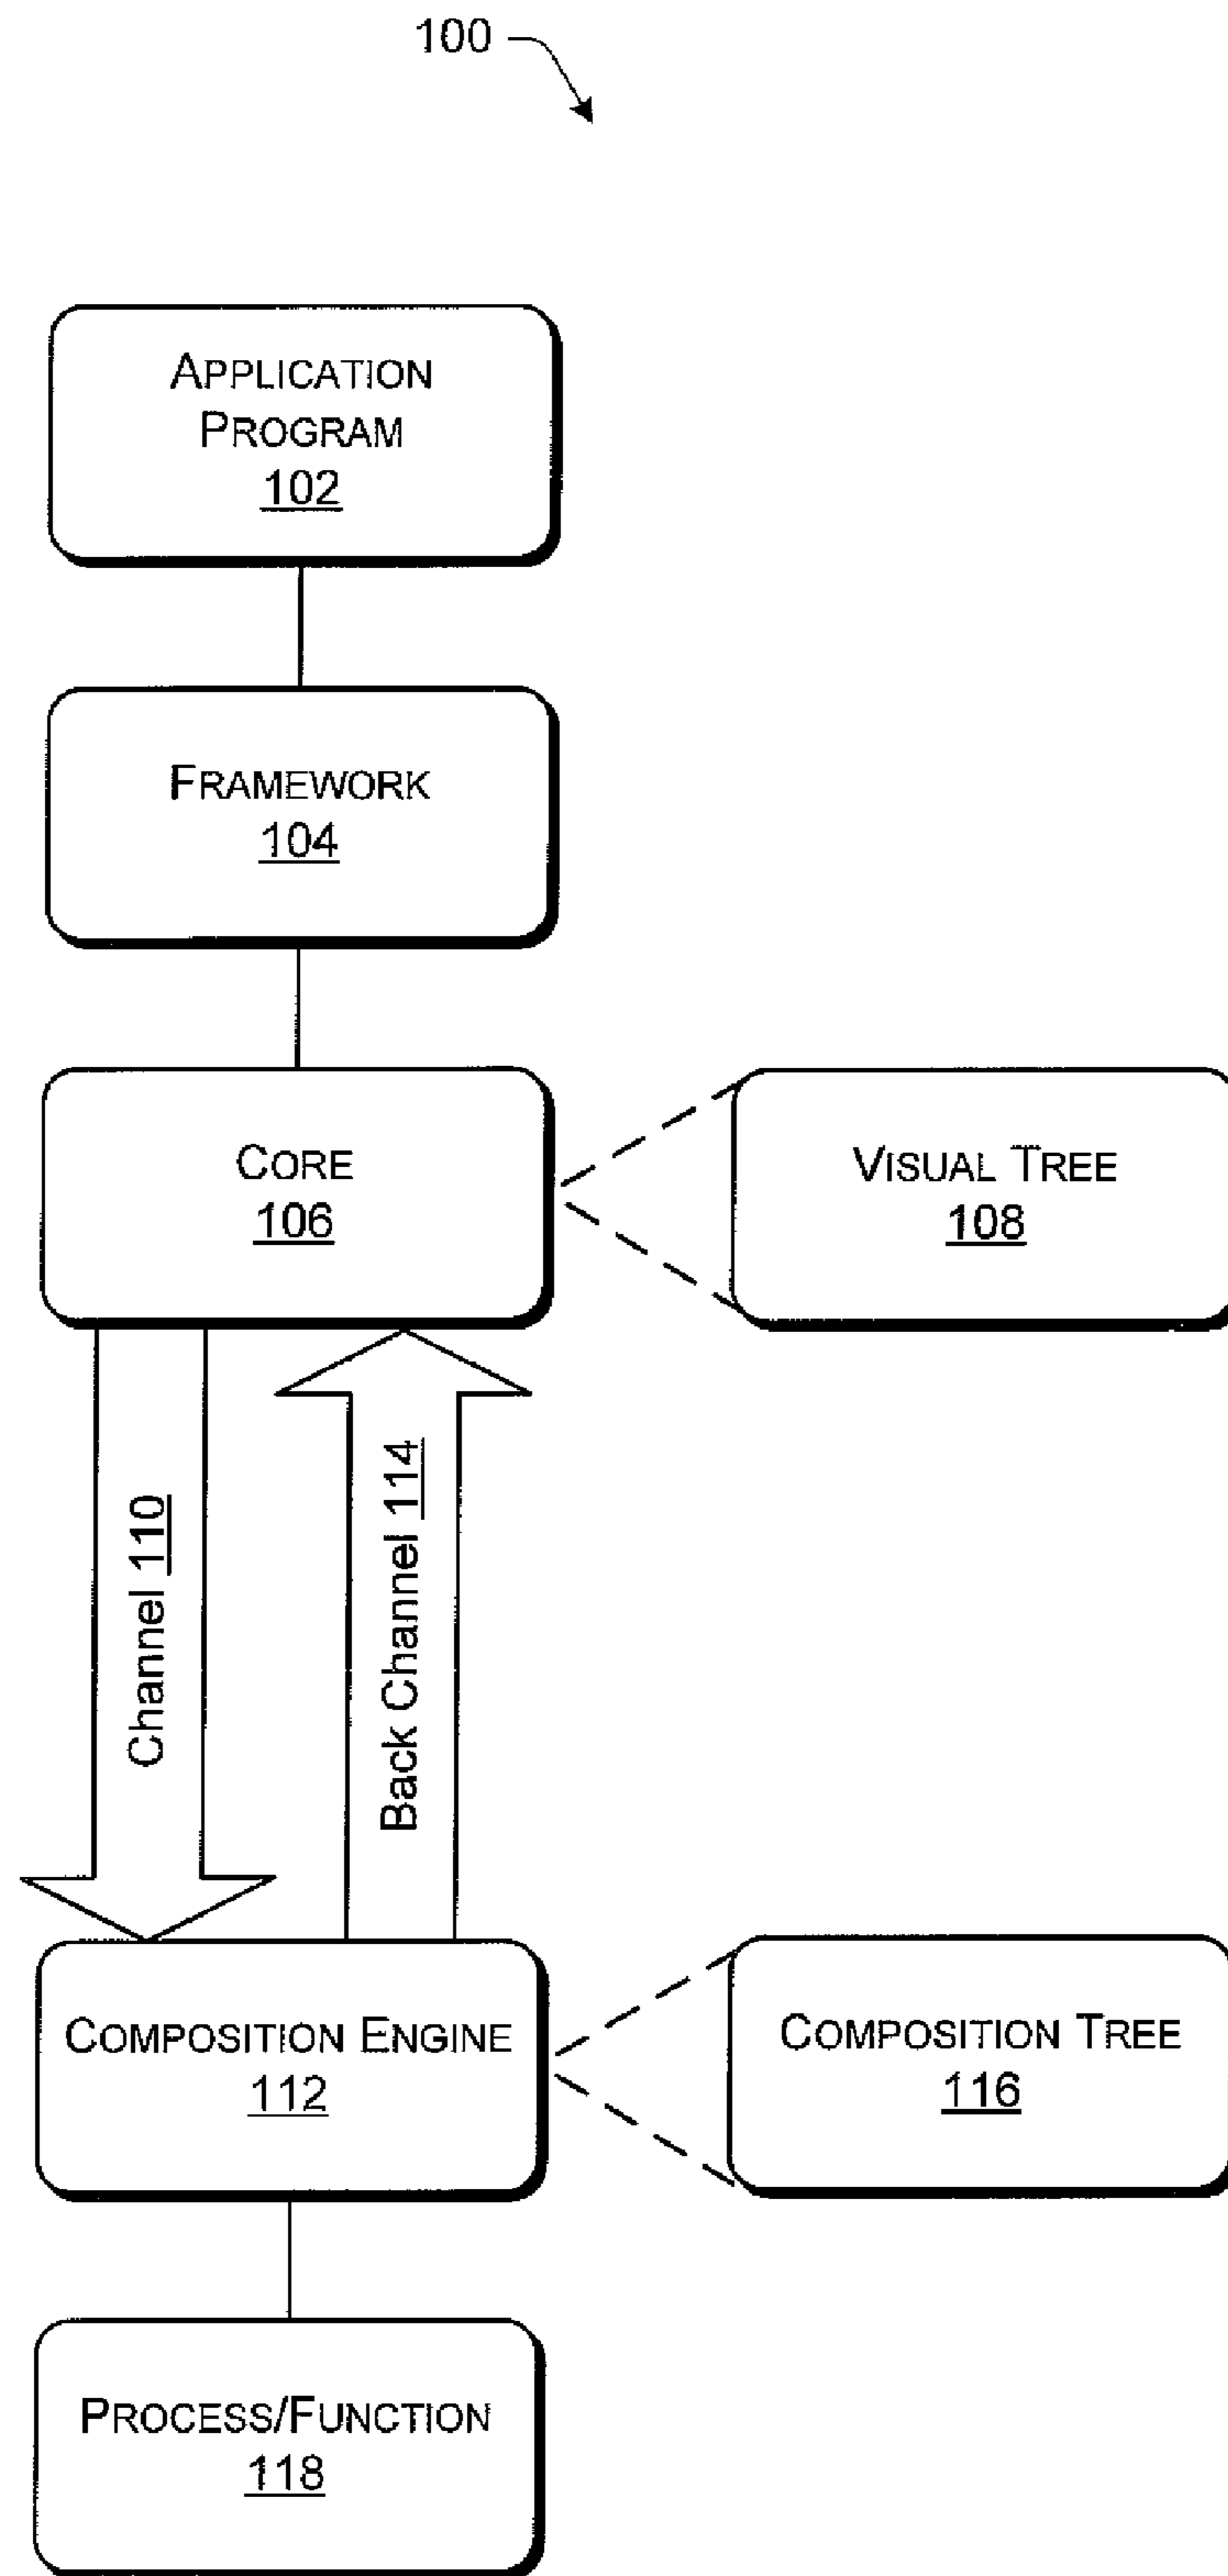 100
APPLICATION
PROGRAM
102
FRAMEWORK
104
CORE
106
VISUAL TREE
108
Channel 110
Back Channel 114
COMPOSITION ENGINE
112
COMPOSITION TREE
116
PROCESS/FUNCTION
118